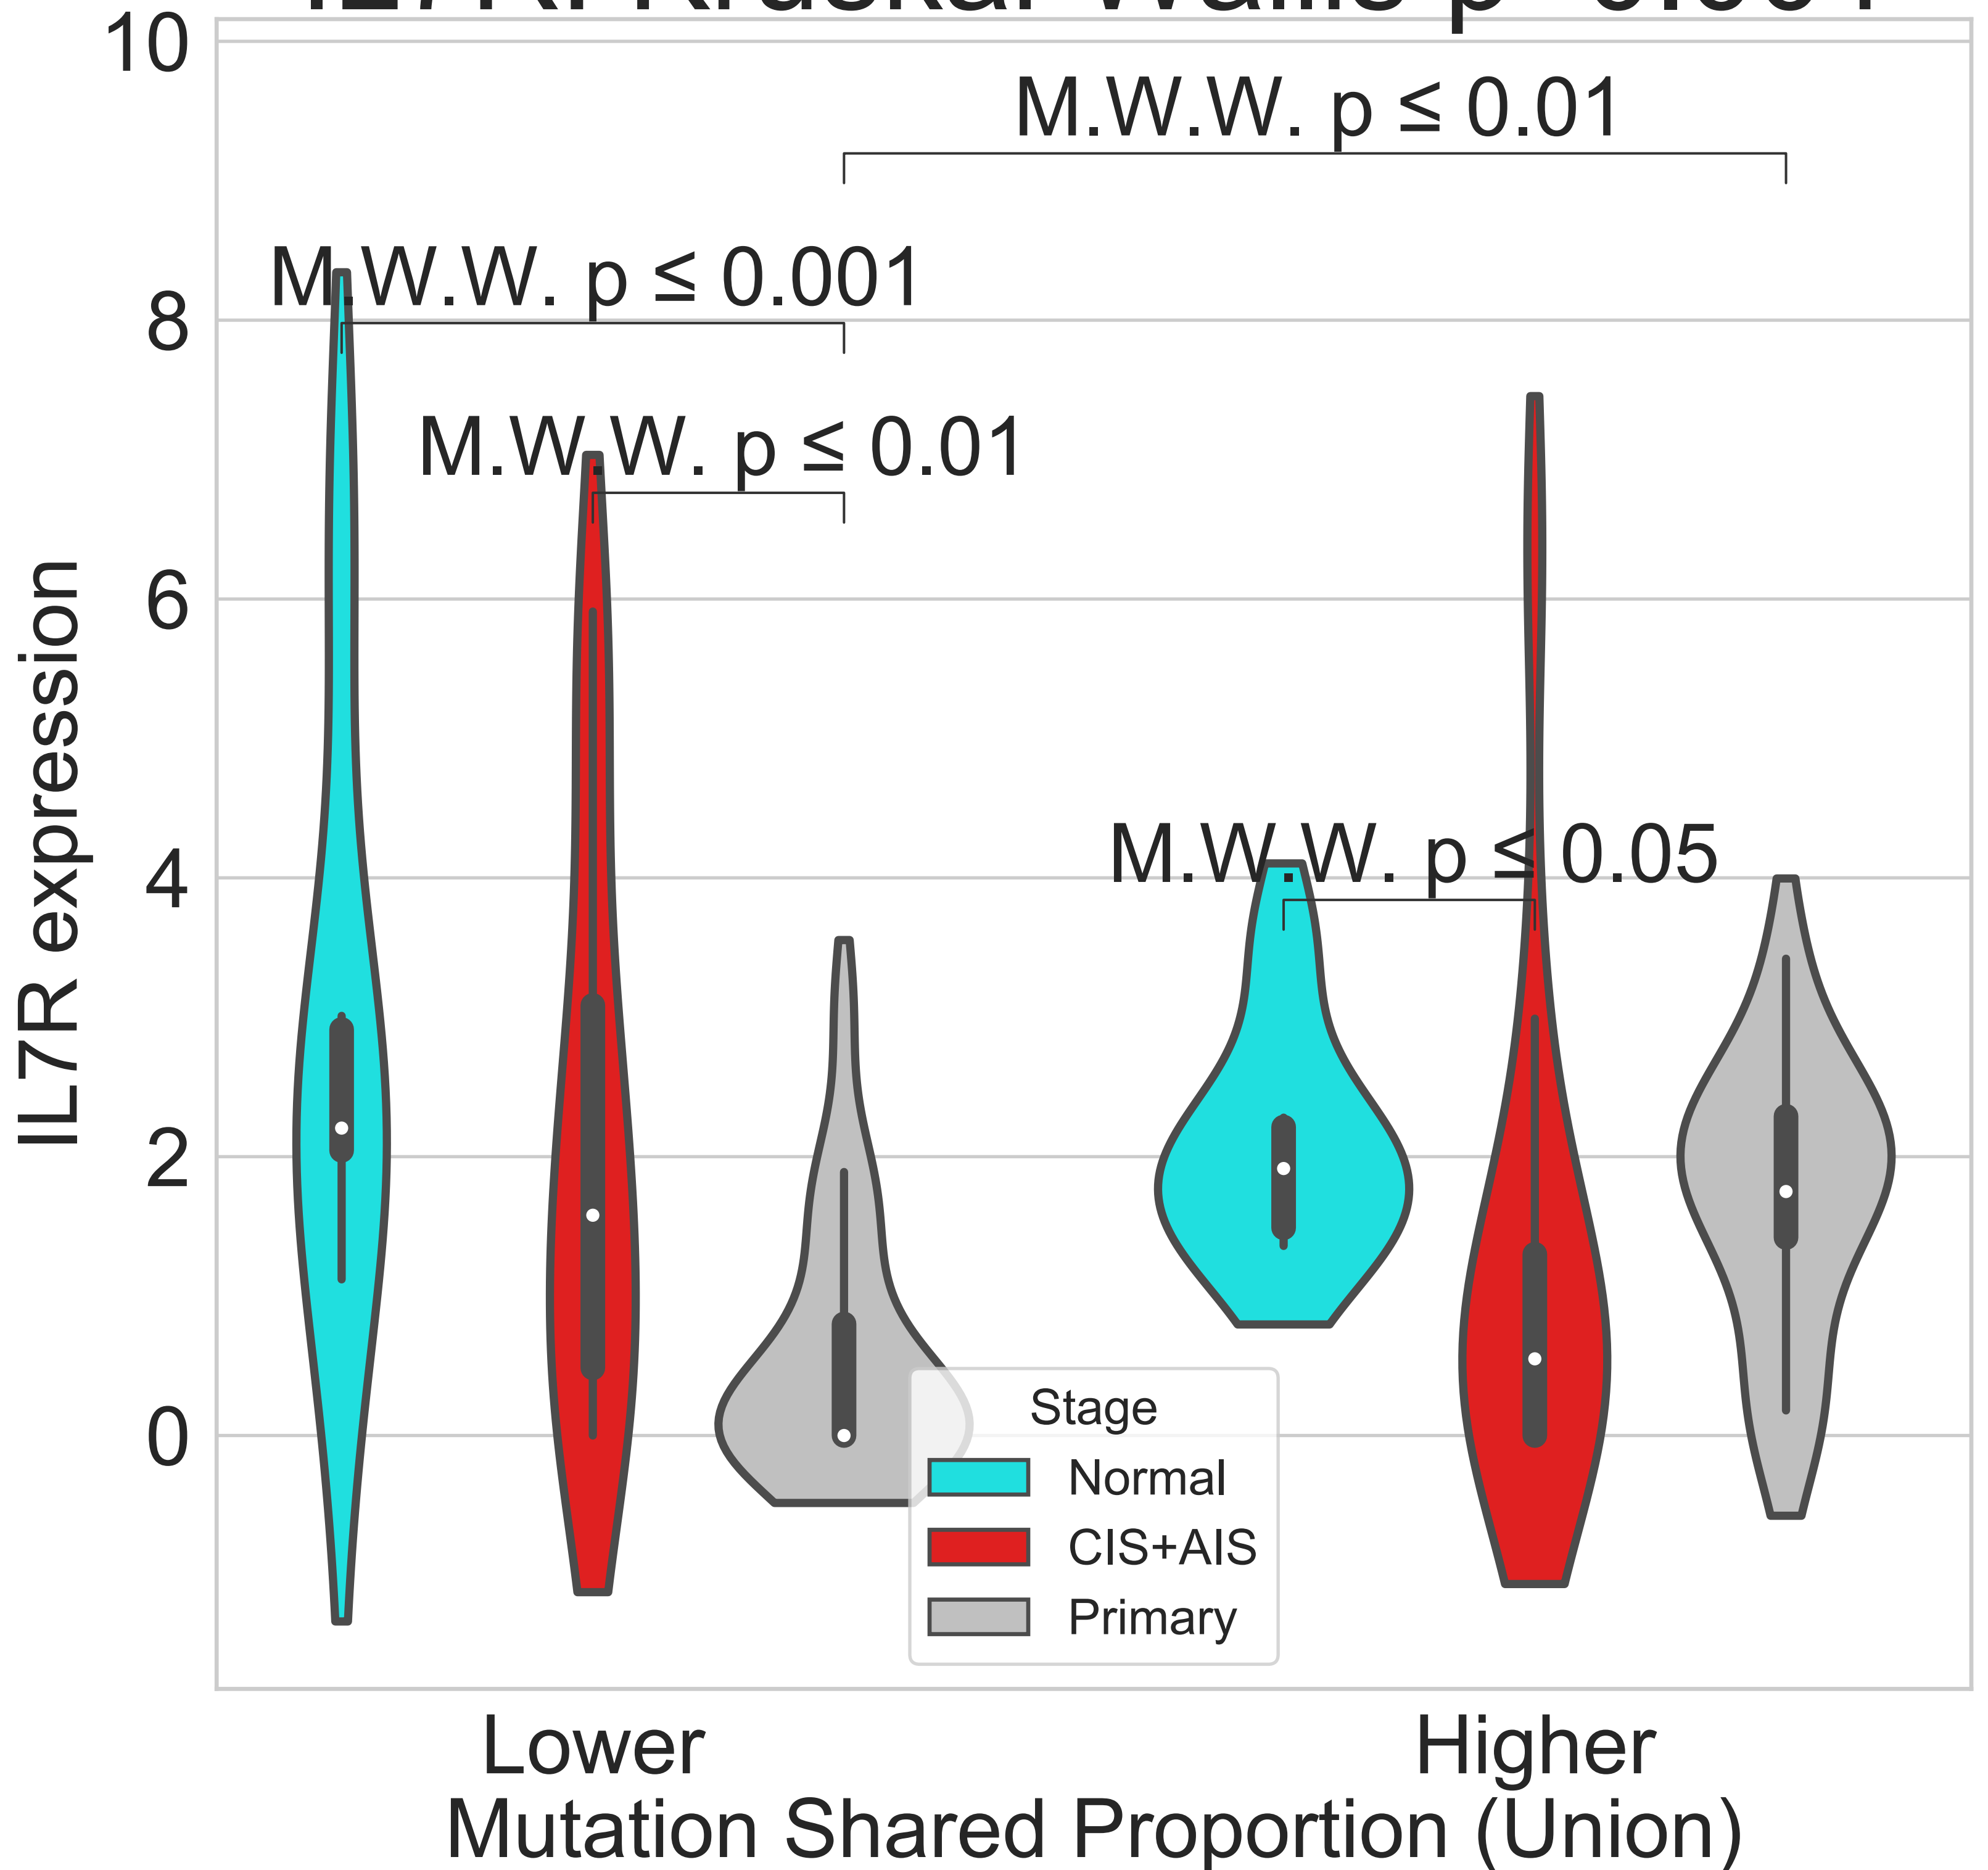 10
M.W.W. p ≤ 0.01
M.W.W. p ≤ 0.001
8
M.W.W. p ≤ 0.01
6
IL7R expression
M.W.W. p ≤ 0.05
4
2
0
Stage
Normal
CIS+AIS
Primary
Lower
Higher
Mutation Shared Proportion (Union)